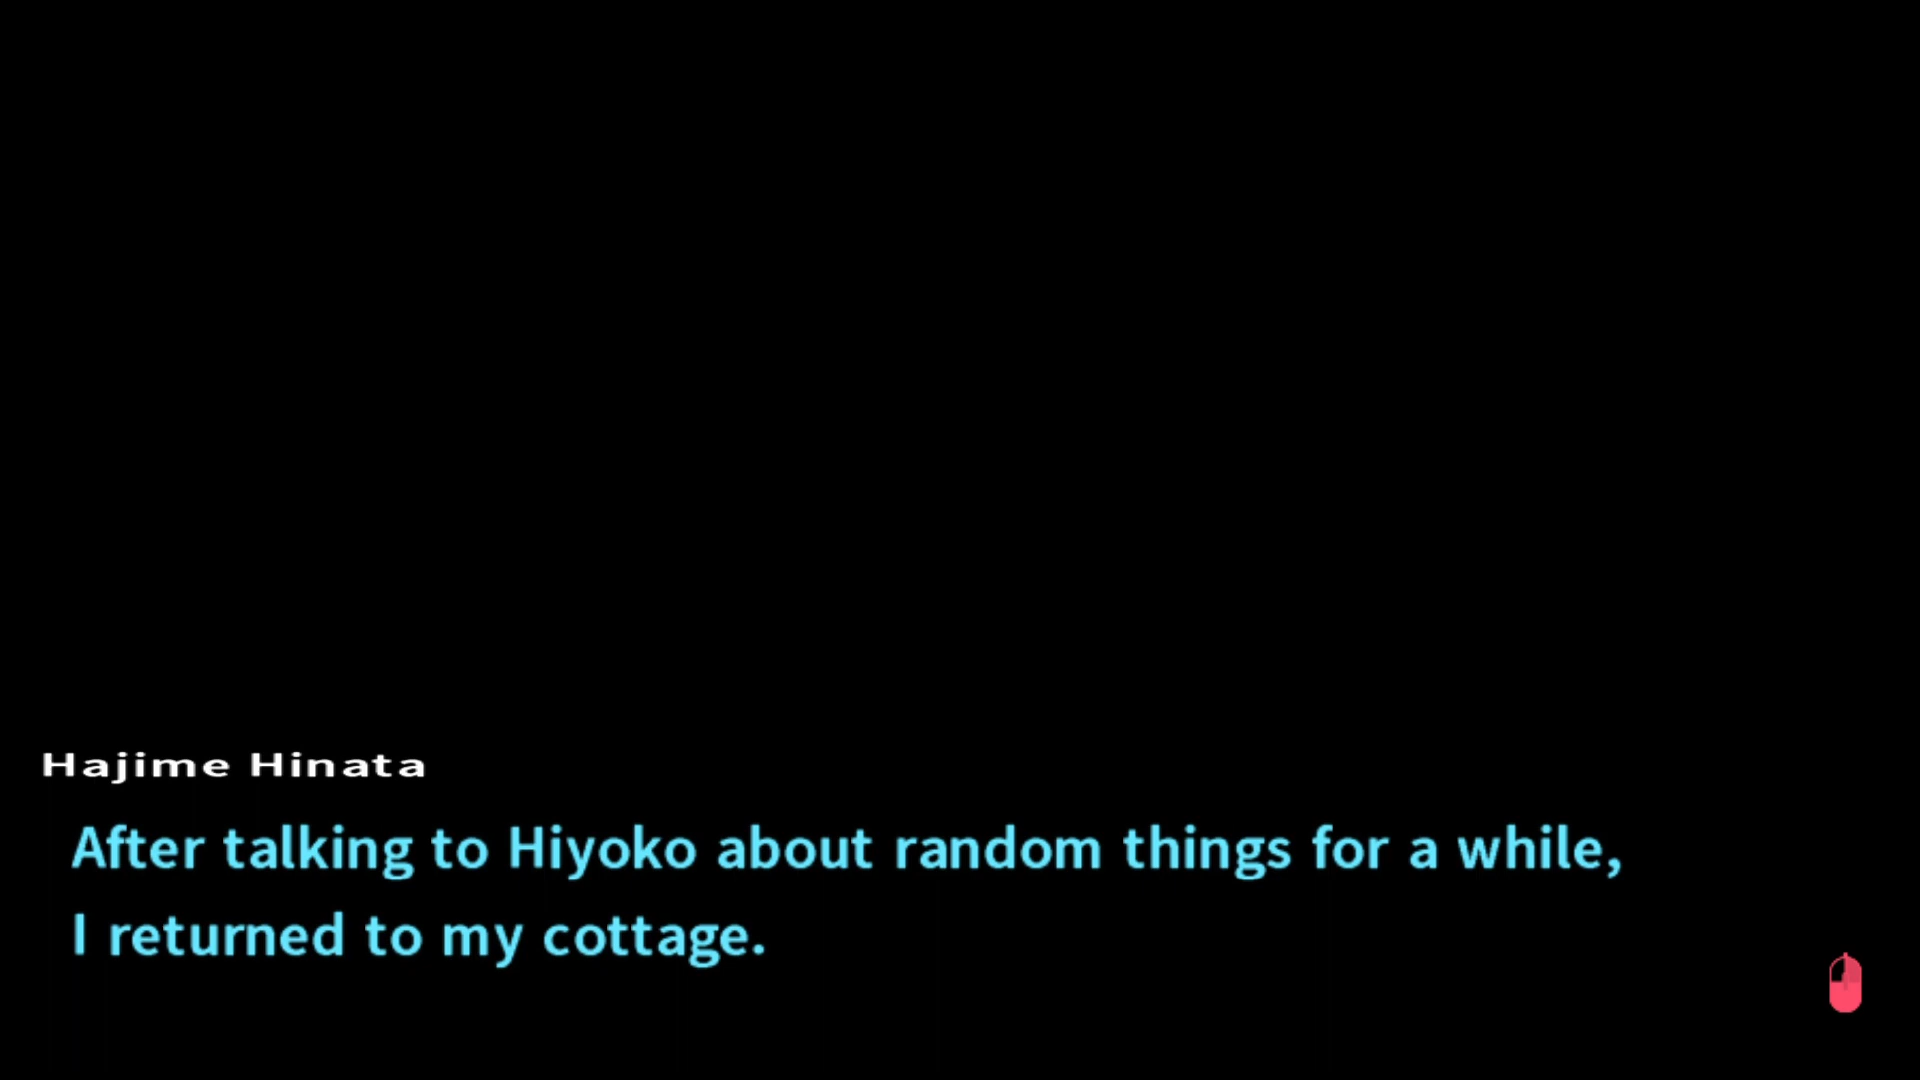 Hajime Hinata
After talking to Hiyoko about random things for a while,
I returned to my cottage.